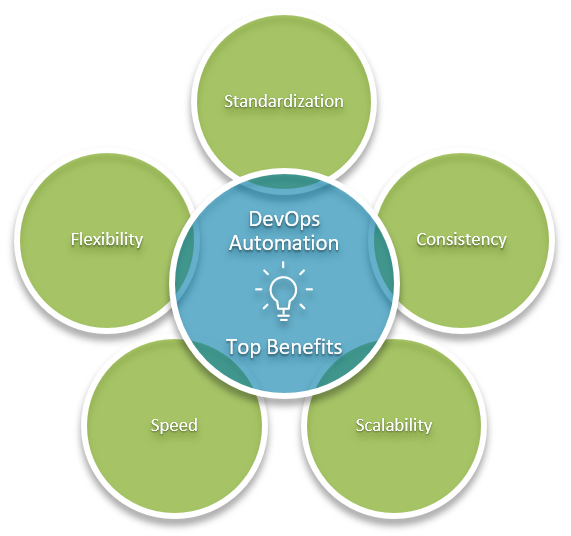 Standardization
DevOps
Automation
Top Benefits
Flexibility
Consistency
Speed
Scalability